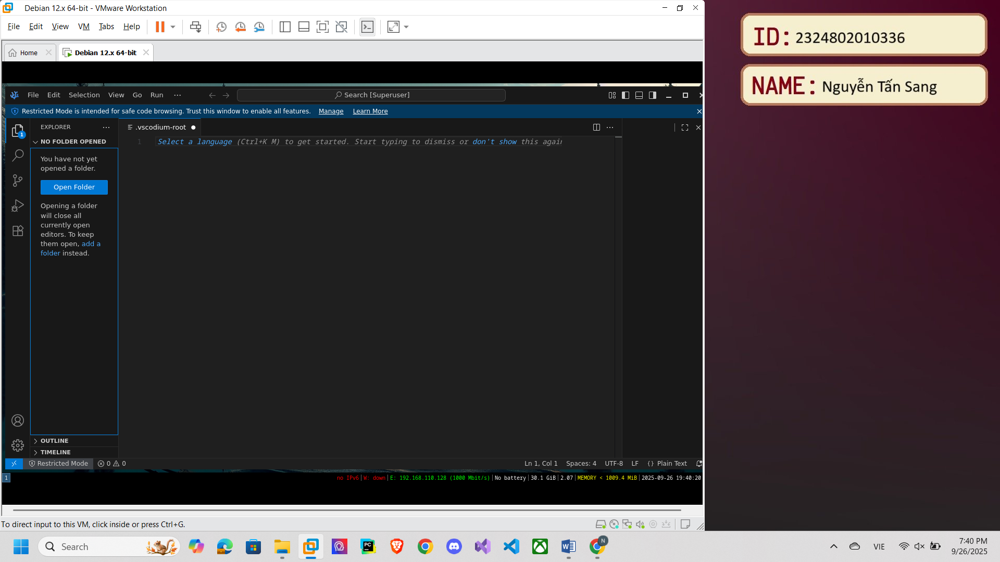 Debian 12.x 64-bit - VMware Workstation
File Edit View VM Tabs Help
Home
Debian 12.x 64-bit
File Edit Selection View Go Run
Search [Superuser]
Restricted Mode is intended for safe code browsing. Trust this window to enable all features. Manage Learn More
1
EXPLORER
NO FOLDER OPENED
You have not yet
opened a folder.
Open Folder
Opening a folder
will close all
currently open
editors. To keep
them open, add a
folder instead.
OUTLINE
TIMELINE
.vscodium-root
1 Select a language (Ctrl+K M) to get started. Start typing to dismiss or don't show this again
Restricted Mode 0 0
Ln 1, Col 1 Spaces: 4 UTF-8 LF {} Plain Text
1
no IPv6|W: down|E: 192.168.110.128 (1000 Mbit/s)|No battery|30.1 GiB|2.07|MEMORY < 1009.4 MiB|2025-09-26 19:40:20
To direct input to this VM, click inside or press Ctrl+G.
ID: 2324802010336
NAME: Nguyễn Tấn Sang
Search
PC
N
VIE
7:40 PM
9/26/2025